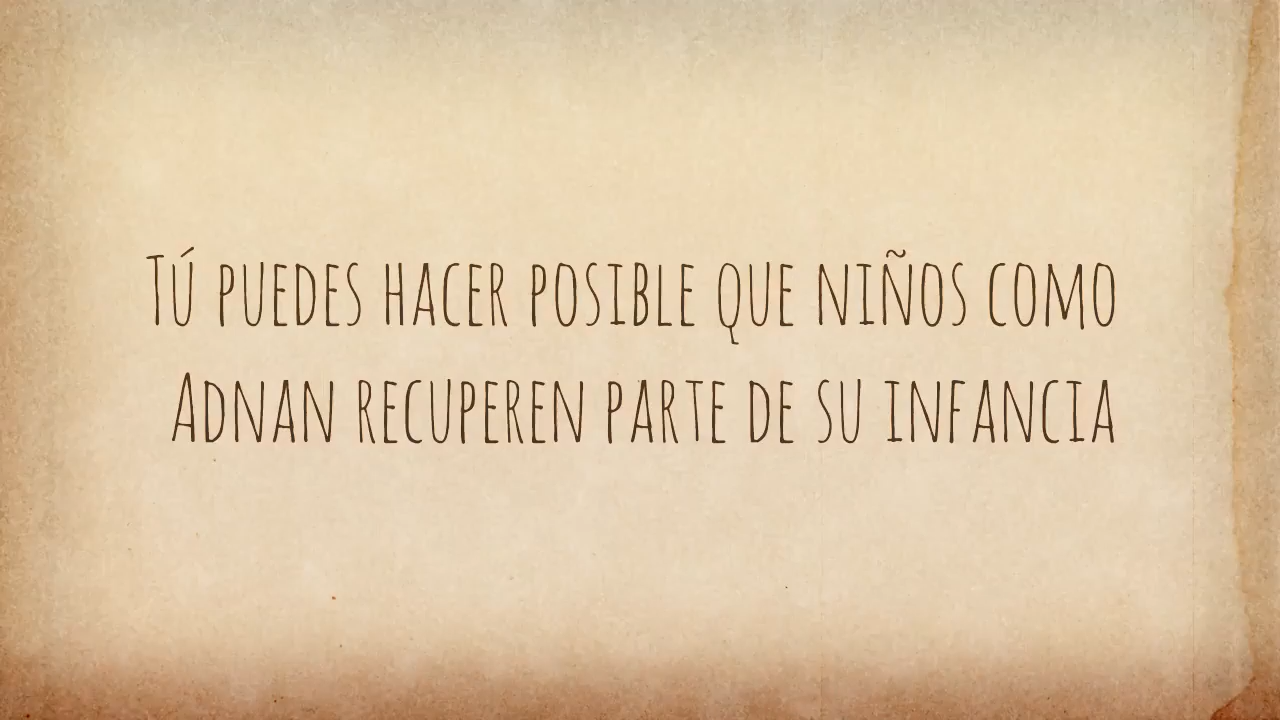 Tú puedes hacer posible que niños como
Adnan recuperen parte de su infancia